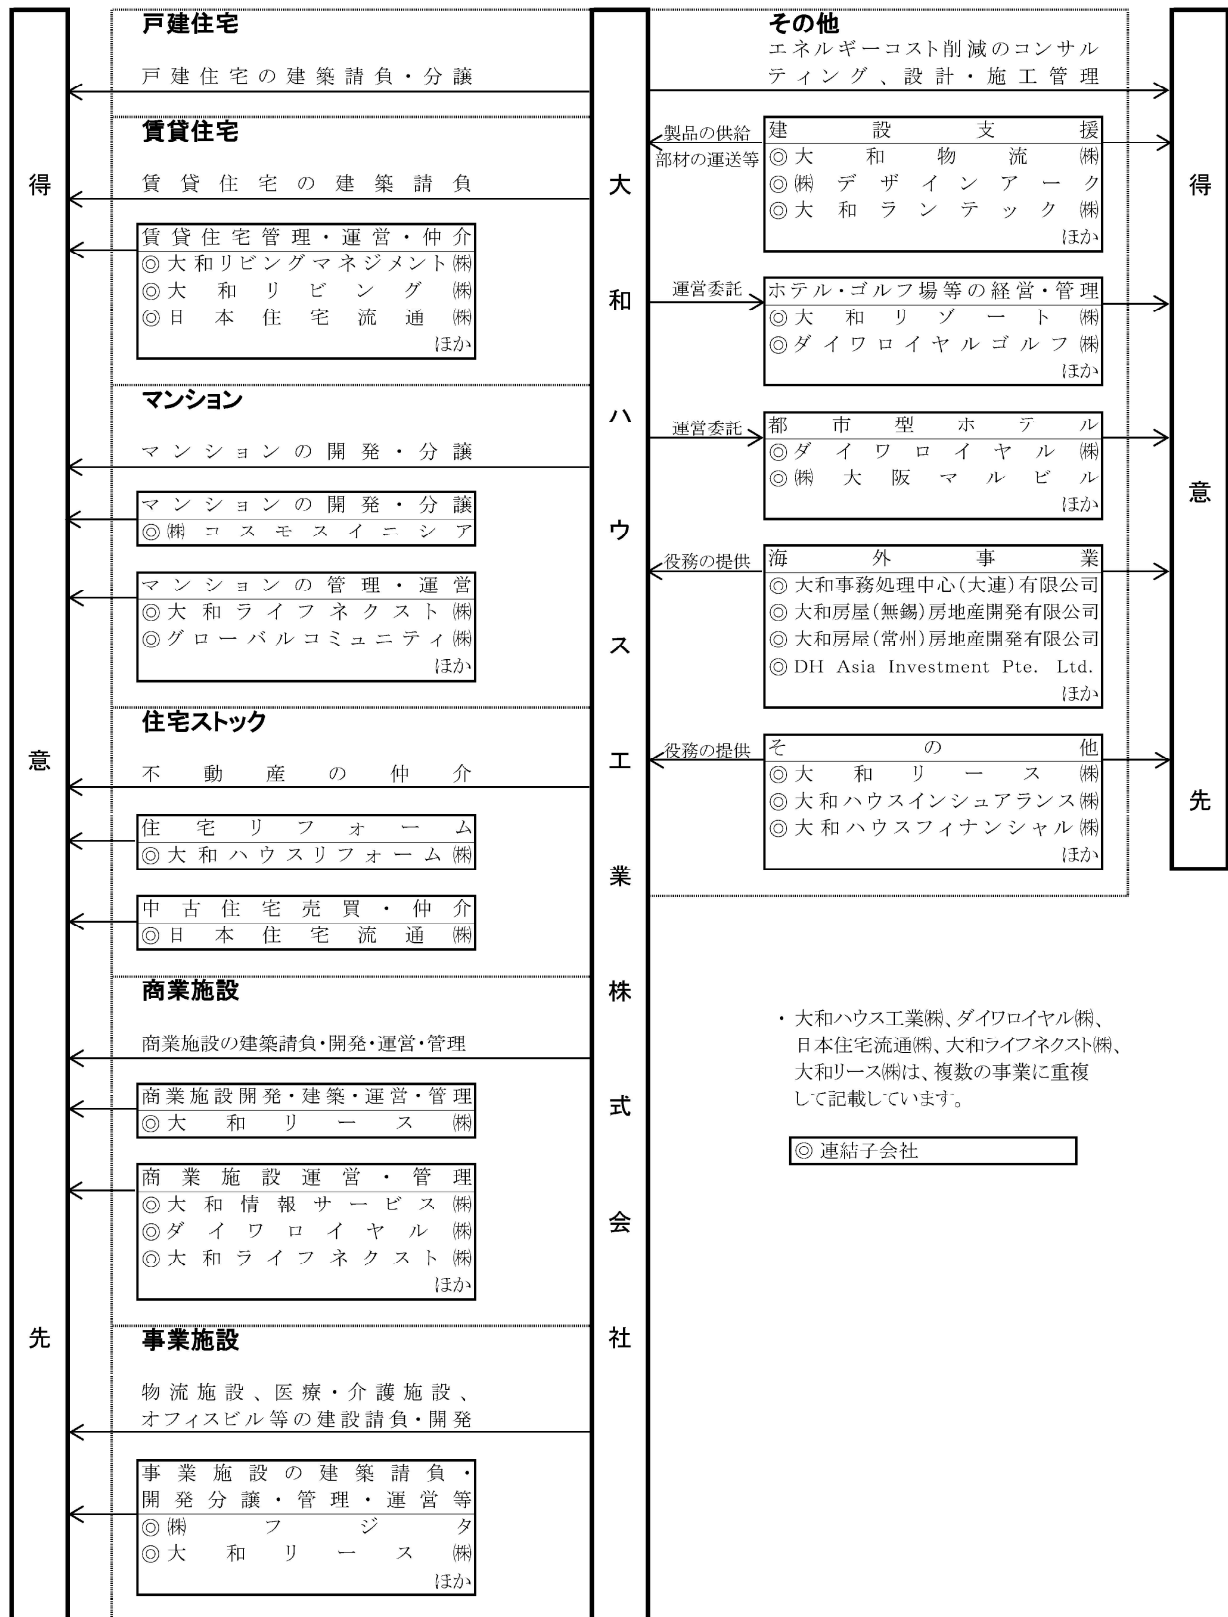 得意先
戸建住宅
戸建住宅の建築請負・分譲
賃貸住宅
賃貸住宅の建築請負
賃貸住宅管理・運営・仲介
◎大和リビングマネジメント㈱
◎大和リビング㈱
◎日本住宅流通㈱
ほか
マンション
マンションの開発・分譲
マンションの開発・分譲
◎㈱コスモスイニシア
マンションの管理・運営
◎大和ライフネクスト㈱
◎グローバルコミュニティ㈱
ほか
住宅ストック
不動産の仲介
住宅リフォーム
◎大和ハウスリフォーム㈱
中古住宅売買・仲介
◎日本住宅流通㈱
商業施設
商業施設の建築請負・開発・運営・管理
商業施設開発・建築・運営・管理
◎大和リース㈱
商業施設運営・管理
◎大和情報サービス㈱
◎ダイワロイヤル㈱
◎大和ライフネクスト㈱
ほか
事業施設
物流施設、医療・介護施設、
オフィスビル等の建設請負・開発
事業施設の建築請負・
開発分譲・管理・運営等
◎㈱フジタ
◎大和リース㈱
ほか
大和ハウス工業株式会社
その他
エネルギーコスト削減のコンサル
ティング、設計・施工管理
製品の供給
部材の運送等
建設支援
◎大和物流㈱
◎㈱デザインアーク
◎大和ランテック㈱
ほか
運営委託
ホテル・ゴルフ場等の経営・管理
◎大和リゾート㈱
◎ダイワロイヤルゴルフ㈱
ほか
運営委託
都市型ホテル
◎ダイワロイヤル㈱
◎㈱大阪マルビル
ほか
役務の提供
海外事業
◎大和事務処理中心(大連)有限公司
◎大和房屋(無錫)房地産開発有限公司
◎大和房屋(常州)房地産開発有限公司
◎DH Asia Investment Pte. Ltd.
ほか
役務の提供
その他
◎大和リース㈱
◎大和ハウスインシュアランス㈱
◎大和ハウスフィナンシャル㈱
ほか
得意先
・大和ハウス工業㈱、ダイワロイヤル㈱、
日本住宅流通㈱、大和ライフネクスト㈱、
大和リース㈱は、複数の事業に重複
して記載しています。
◎連結子会社